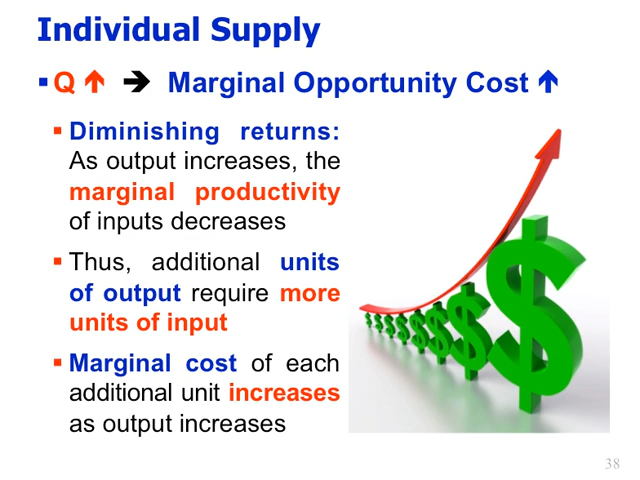 Individual Supply
▪ Q ↑ → Marginal Opportunity Cost ↑
▪ Diminishing returns:
As output increases, the
marginal productivity
of inputs decreases
▪ Thus, additional units
of output require more
units of input
▪ Marginal cost of each
additional unit increases
as output increases
$ $ $ $ $ $ $ $
38